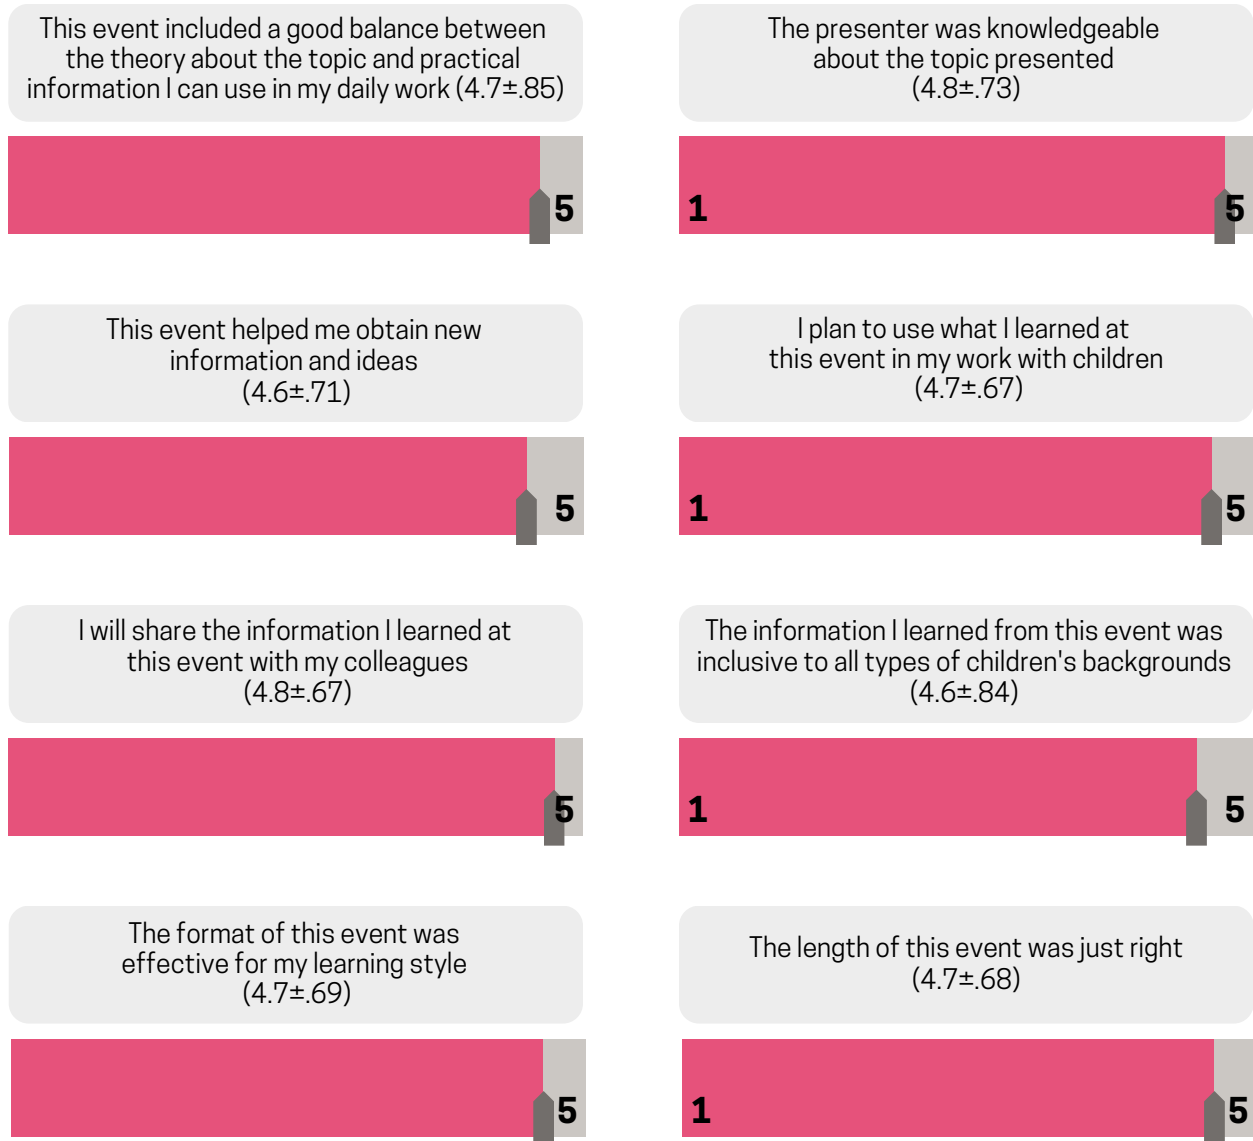 This event included a good balance between
the theory about the topic and practical
information I can use in my daily work (4.7±.85)
5
The presenter was knowledgeable
about the topic presented
(4.8±.73)
1
5
This event helped me obtain new
information and ideas
(4.6±.71)
5
I plan to use what I learned at
this event in my work with children
(4.7±.67)
1
5
I will share the information I learned at
this event with my colleagues
(4.8±.67)
5
The information I learned from this event was
inclusive to all types of children's backgrounds
(4.6±.84)
1
5
The format of this event was
effective for my learning style
(4.7±.69)
5
The length of this event was just right
(4.7±.68)
1
5